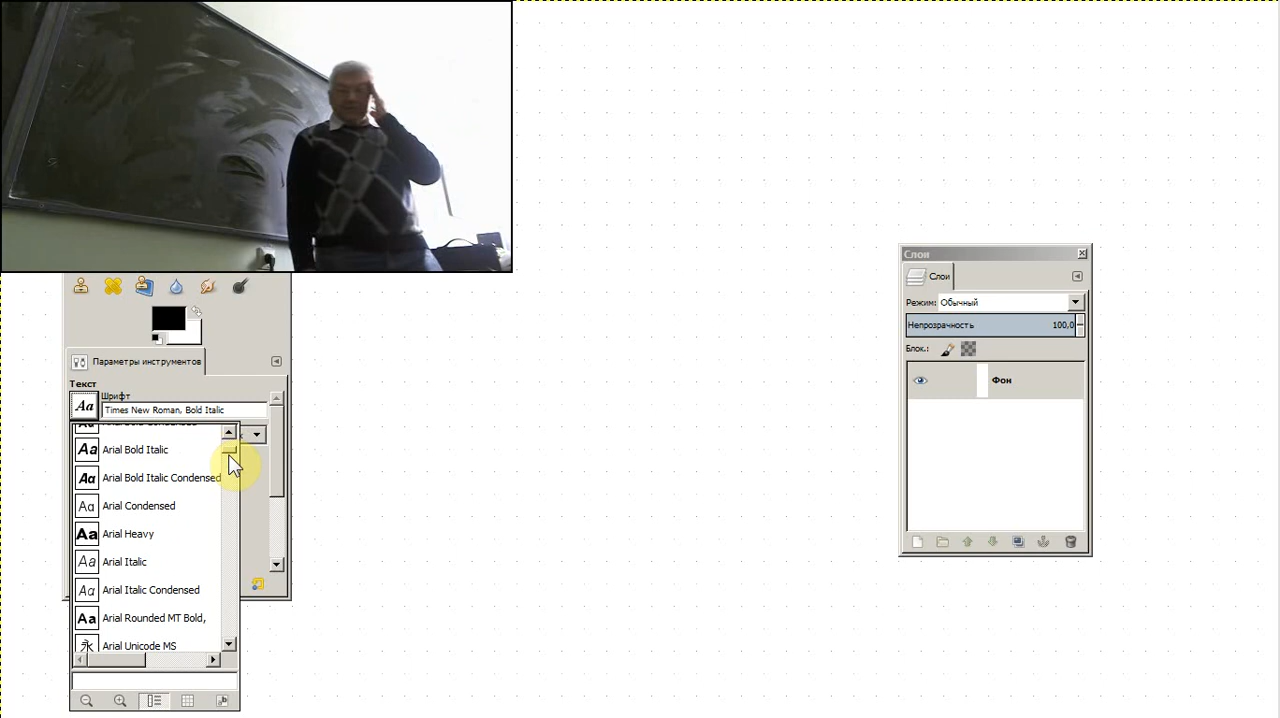 Параметры инструментов
Текст
Шрифт
Aa
Times New Roman, Bold Italic
Aa Arial Bold Italic
Aa Arial Bold Italic Condensed
Aa Arial Condensed
Aa Arial Heavy
Aa Arial Italic
Aa Arial Italic Condensed
Aa Arial Rounded MT Bold,
永 Arial Unicode MS
Слои
Слои
Режим: Обычный
Непрозрачность 100,0
Блок.:
Фон